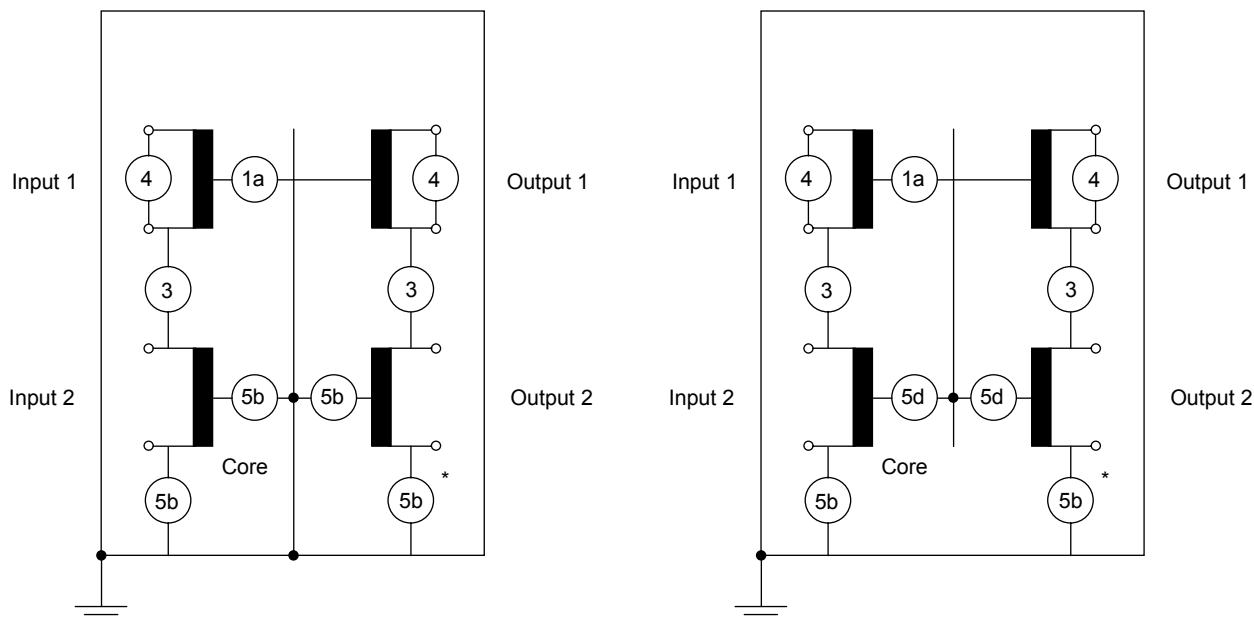 Input 1 4 1a 4 Output 1 Input 1 4 1a 4 Output 1
3 3 3 3
Input 2 5b 5b Output 2 Input 2 5d 5d Output 2
Core Core
5b 5b * 5b 5b *